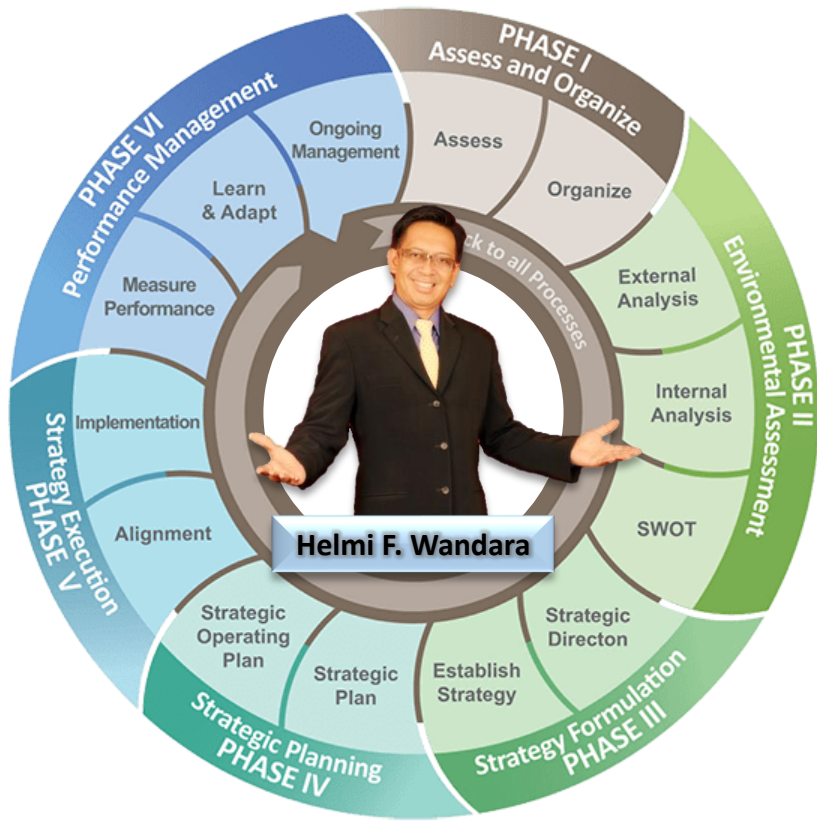 PHASE I
Assess and Organize
Assess
Organize
PHASE II
Environmental Assessment
External
Analysis
Internal
Analysis
SWOT
PHASE III
Strategy Formulation
Strategic
Directon
Establish
Strategy
PHASE IV
Strategic Planning
Strategic
Plan
Strategic
Operating
Plan
PHASE V
Strategy Execution
Alignment
Implementation
PHASE VI
Performance Management
Measure
Performance
Learn
& Adapt
Ongoing
Management
to all Processes
Helmi F. Wandara